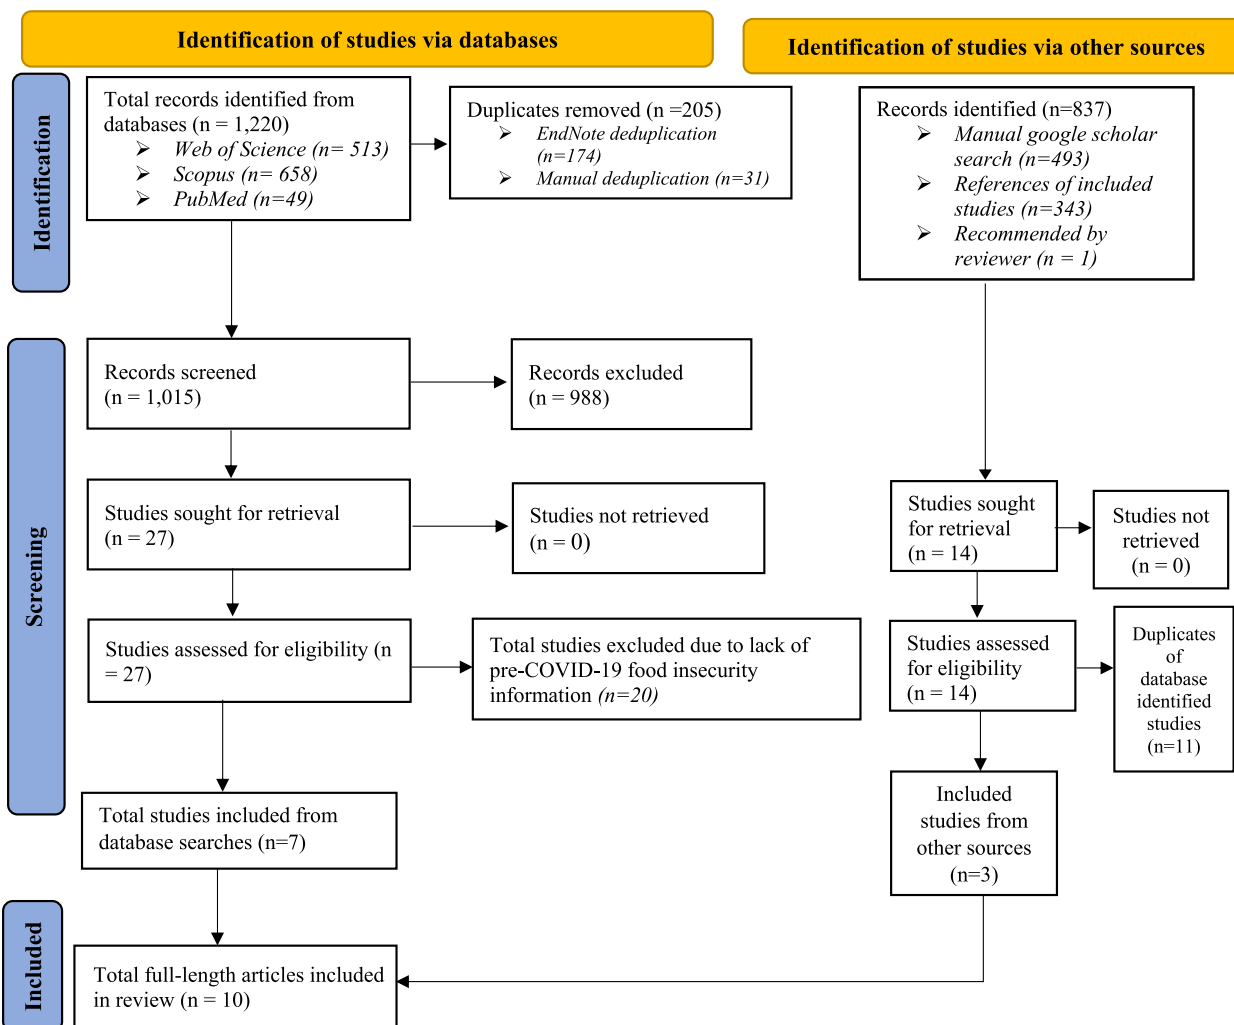 Identification of studies via databases
Identification of studies via other sources
Identification
Total records identified from
databases (n = 1,220)
➢ Web of Science (n= 513)
➢ Scopus (n= 658)
➢ PubMed (n=49)
Duplicates removed (n =205)
➢ EndNote deduplication
(n=174)
➢ Manual deduplication (n=31)
Records identified (n=837)
➢ Manual google scholar
search (n=493)
➢ References of included
studies (n=343)
➢ Recommended by
reviewer (n = 1)
Screening
Records screened
(n = 1,015)
Records excluded
(n = 988)
Studies sought for retrieval
(n = 27)
Studies not retrieved
(n = 0)
Studies sought
for retrieval
(n = 14)
Studies not
retrieved
(n = 0)
Studies assessed for eligibility (n
= 27)
Total studies excluded due to lack of
pre-COVID-19 food insecurity
information (n=20)
Studies assessed
for eligibility
(n = 14)
Duplicates
of
database
identified
studies
(n=11)
Total studies included from
database searches (n=7)
Included
studies from
other sources
(n=3)
Included
Total full-length articles included
in review (n = 10)